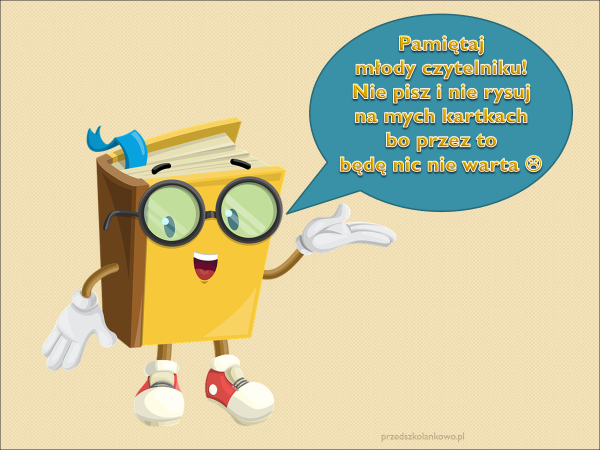 Pamiętaj
młody czytelniku!
Nie pisz i nie rysuj
na mych kartkach
bo przez to
będę nic nie warta ☹
przedszkolankowo.pl